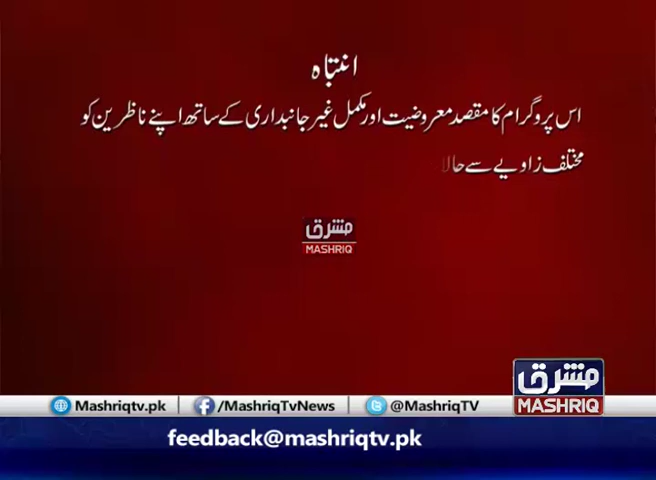 انتباہ
اس پروگرام کا مقصد معروضیت اور مکمل غیر جانبداری کے ساتھ اپنے ناظرین کو
مختلف زاویے سے حالا
مشرق
MASHRIQ
مشرق
MASHRIQ
Mashriqtv.pk
/MashriqTvNews
@MashriqTV
feedback@mashriqtv.pk